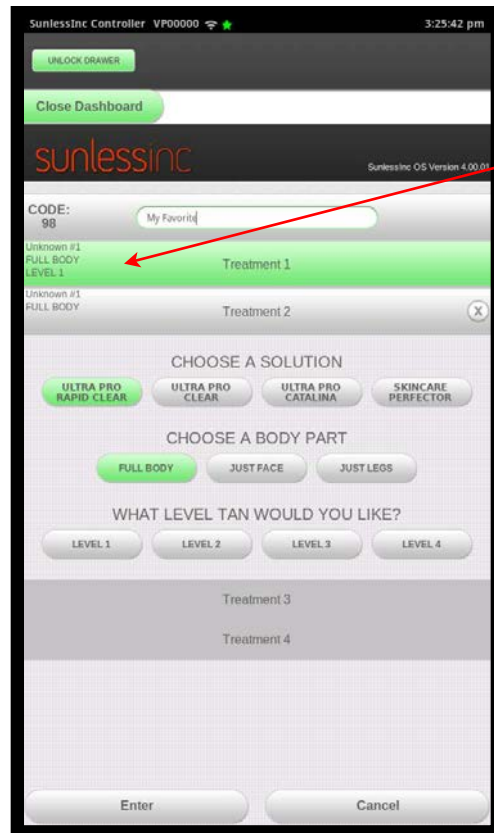 SunlessInc Controller VP00000 3:25:42 pm
UNLOCK DRAWER
Close Dashboard
sunlessinc
SunlessInc OS Version 4.00.01
CODE:
98
My Favorite
Unknown #1
FULL BODY
LEVEL 1
Treatment 1
Unknown #1
FULL BODY
Treatment 2
X
CHOOSE A SOLUTION
ULTRA PRO
RAPID CLEAR
ULTRA PRO
CLEAR
ULTRA PRO
CATALINA
SKINCARE
PERFECTOR
CHOOSE A BODY PART
FULL BODY JUST FACE JUST LEGS
WHAT LEVEL TAN WOULD YOU LIKE?
LEVEL 1 LEVEL 2 LEVEL 3 LEVEL 4
Treatment 3
Treatment 4
Enter Cancel